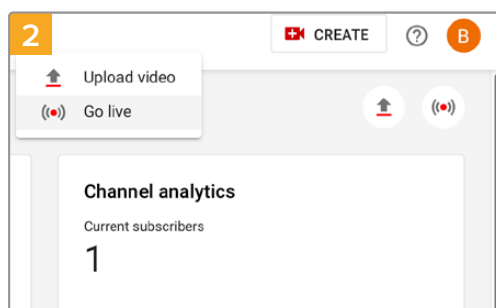 2
CREATE
B
Upload video
Go live
Channel analytics
Current subscribers
1